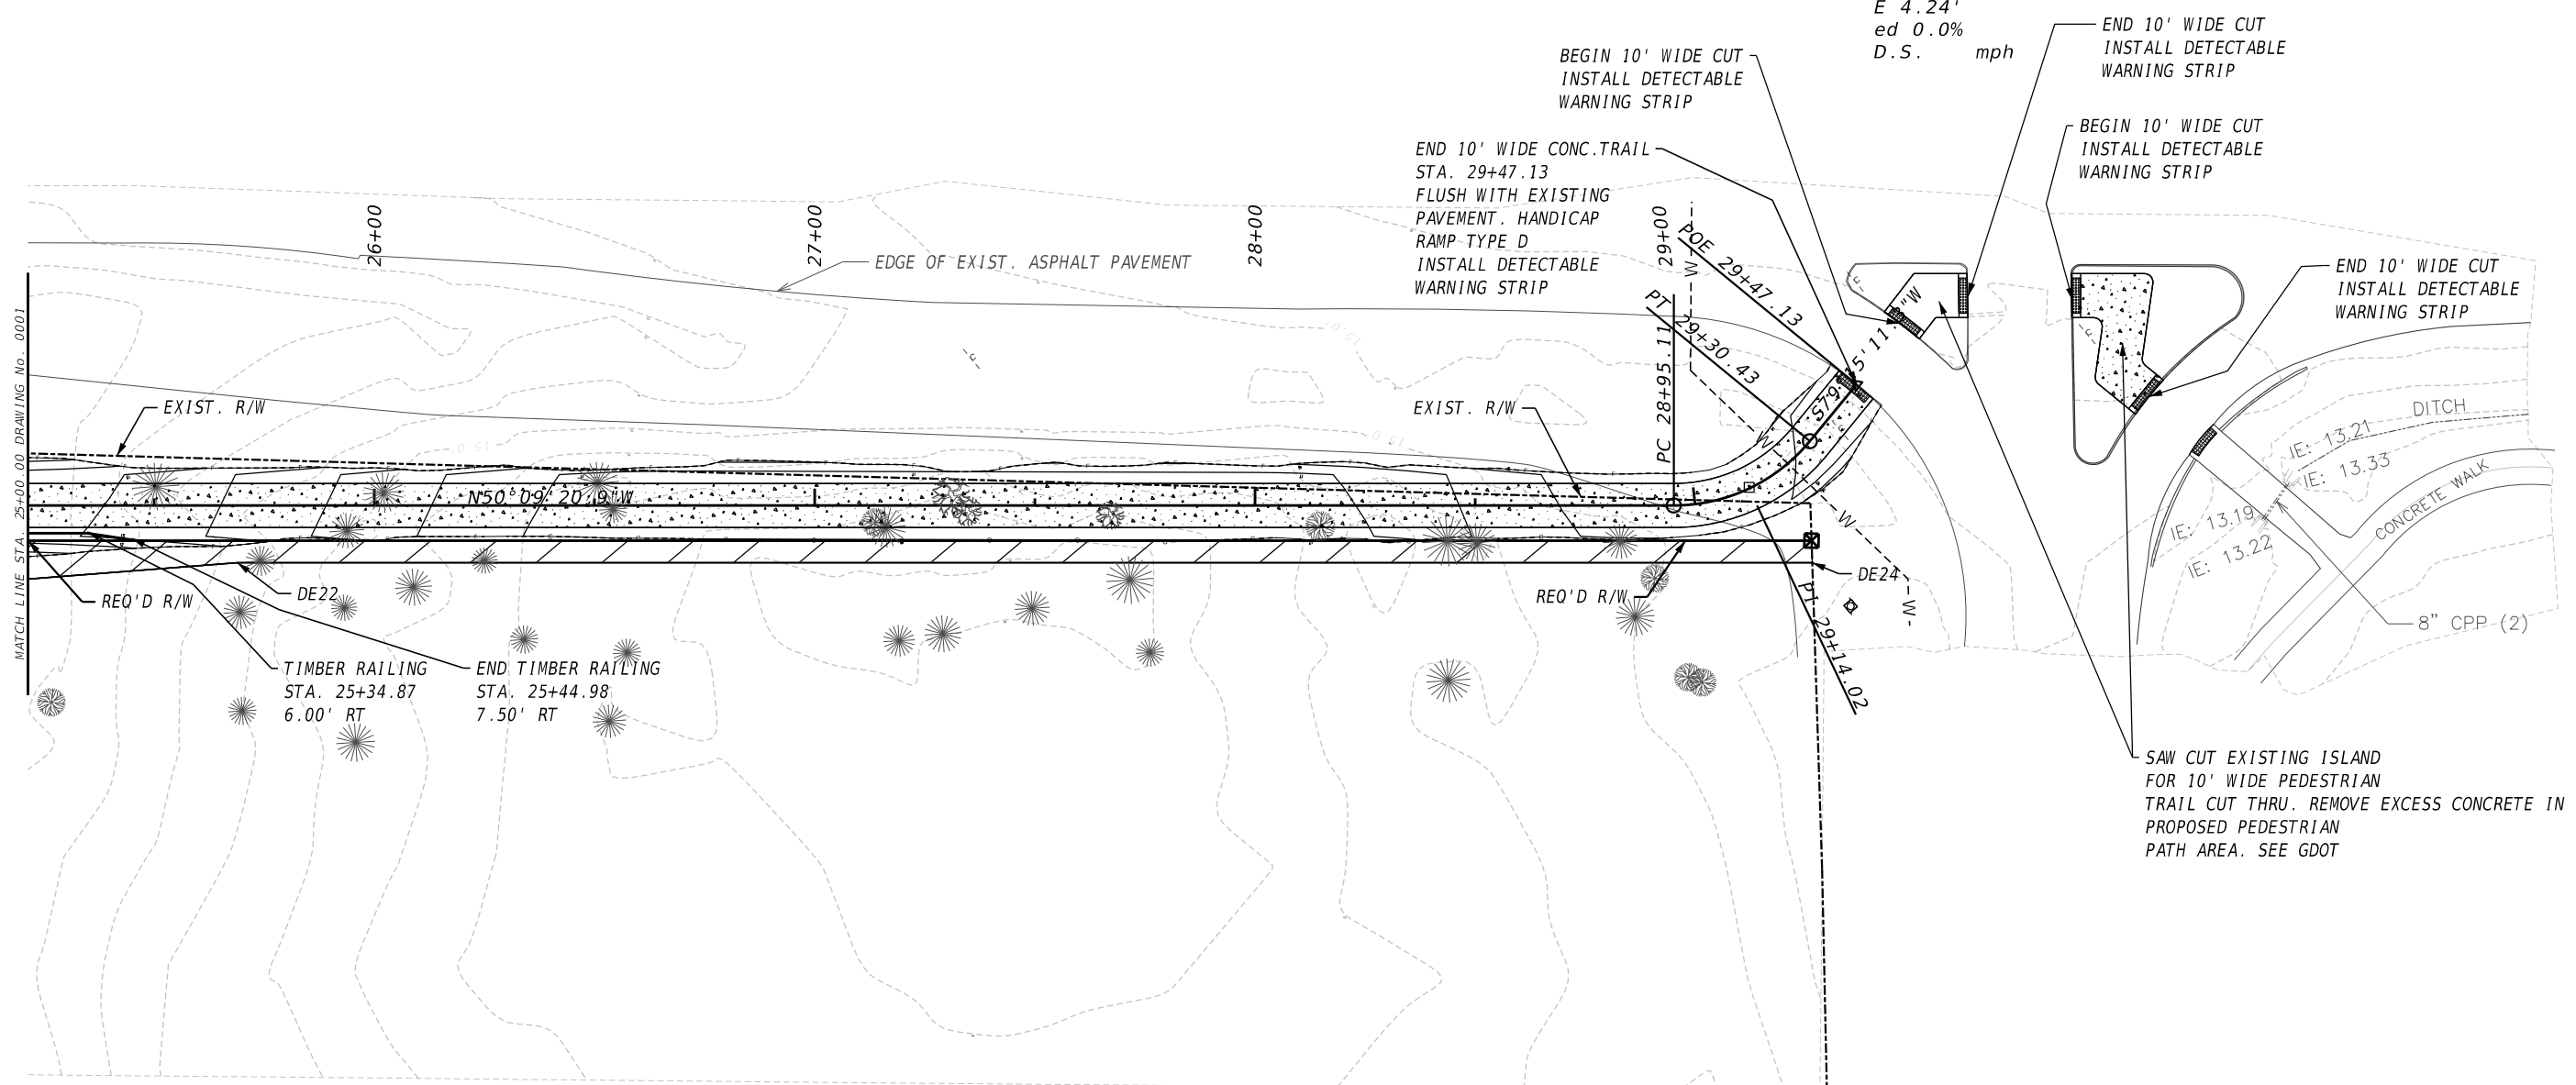 E 4.24'
ed 0.0%
D.S. mph
END 10' WIDE CUT
INSTALL DETECTABLE
WARNING STRIP
BEGIN 10' WIDE CUT
INSTALL DETECTABLE
WARNING STRIP
BEGIN 10' WIDE CUT
INSTALL DETECTABLE
WARNING STRIP
END 10' WIDE CONC.TRAIL
STA. 29+47.13
FLUSH WITH EXISTING
PAVEMENT. HANDICAP
RAMP TYPE D
INSTALL DETECTABLE
WARNING STRIP
END 10' WIDE CUT
INSTALL DETECTABLE
WARNING STRIP
26+00
27+00
28+00
29+00
EDGE OF EXIST. ASPHALT PAVEMENT
POE 29+47.13
PT 29+30.43
PC 28+95.11
PI 29+14.02
MATCH LINE STA. 25+00.00 DRAWING No. 0001
EXIST. R/W
EXIST. R/W
N50°09'20.9"W
W
W
W
W
DITCH
IE: 13.21
IE: 13.33
IE: 13.19
IE: 13.22
CONCRETE WALK
8" CPP (2)
DE22
DE24
REQ'D R/W
REQ'D R/W
TIMBER RAILING
STA. 25+34.87
6.00' RT
END TIMBER RAILING
STA. 25+44.98
7.50' RT
SAW CUT EXISTING ISLAND
FOR 10' WIDE PEDESTRIAN
TRAIL CUT THRU. REMOVE EXCESS CONCRETE IN
PROPOSED PEDESTRIAN
PATH AREA. SEE GDOT
15.0
15.0
15.0